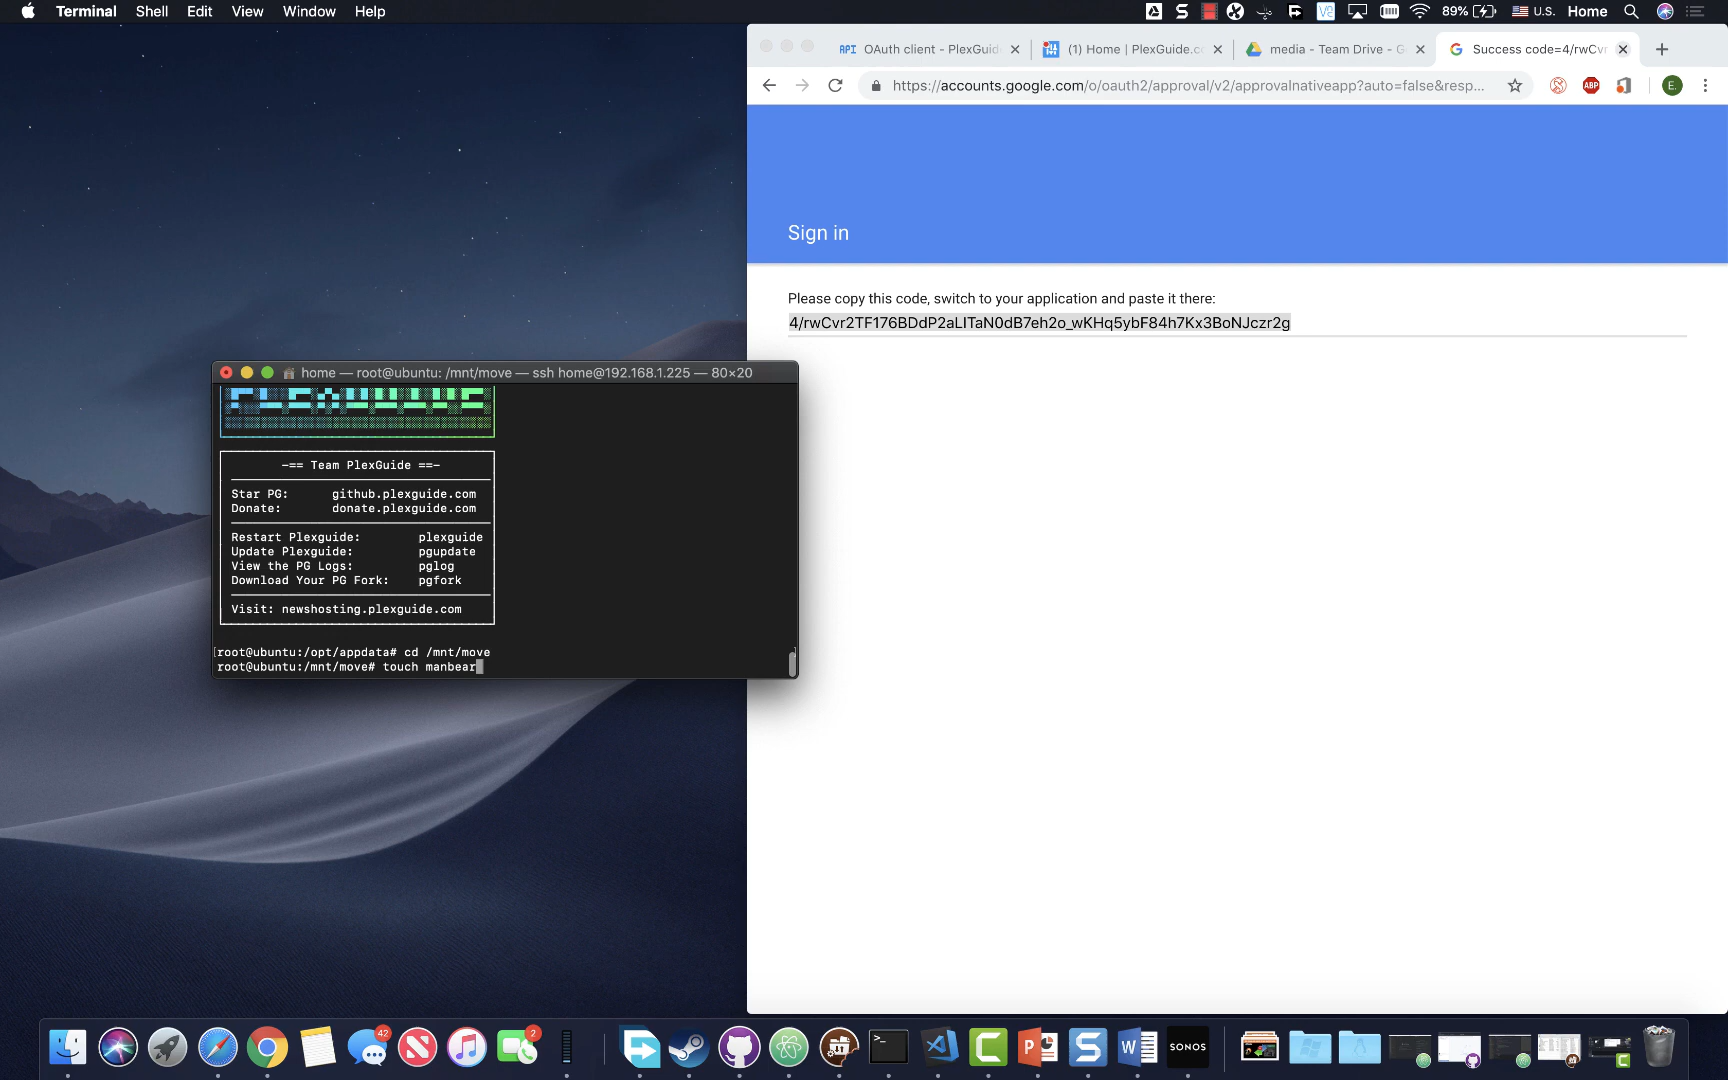 Terminal Shell Edit View Window Help
89% U.S. Home
OAuth client - PlexGuid
(1) Home | PlexGuide.co
media - Team Drive - G
Success code=4/rwCvr
https://accounts.google.com/o/oauth2/approval/v2/approvalnativeapp?auto=false&resp...
ABP
E.
Sign in
Please copy this code, switch to your application and paste it there:
4/rwCvr2TF176BDdP2aLITaN0dB7eh2o_wKHq5ybF84h7Kx3BoNJczr2g
home — root@ubuntu: /mnt/move — ssh home@192.168.1.225 — 80×20
-== Team PlexGuide ==-
Star PG: github.plexguide.com
Donate: donate.plexguide.com
Restart Plexguide: plexguide
Update Plexguide: pgupdate
View the PG Logs: pglog
Download Your PG Fork: pgfork
Visit: newshosting.plexguide.com
[root@ubuntu:/opt/appdata# cd /mnt/move ]
root@ubuntu:/mnt/move# touch manbear
42
2
SONOS